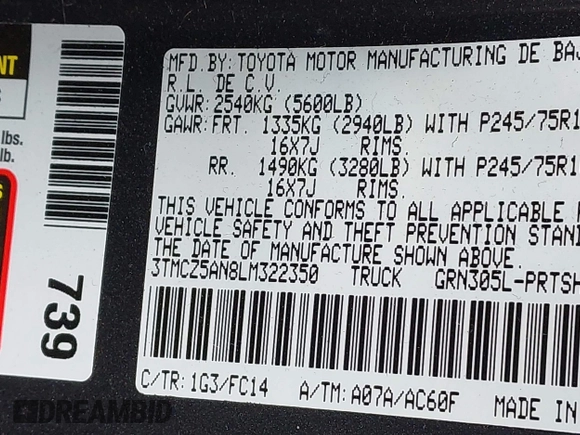 NT
S
lbs.
lb.
S
739
MFD.BY:TOYOTA MOTOR MANUFACTURING DE BAJ
R.L. DE C.V.
GVWR:2540KG (5600LB)
GAWR:FRT. 1335KG (2940LB) WITH P245/75R1
16X7J RIMS.
RR. 1490KG (3280LB) WITH P245/75R1
16X7J RIMS.
THIS VEHICLE CONFORMS TO ALL APPLICABLE
VEHICLE SAFETY AND THEFT PREVENTION STAN
THE DATE OF MANUFACTURE SHOWN ABOVE.
3TMCZ5AN8LM322350 TRUCK GRN305L-PRTSH
C/TR:1G3/FC14 A/TM:A07A/AC60F MADE IN
DREAMBID